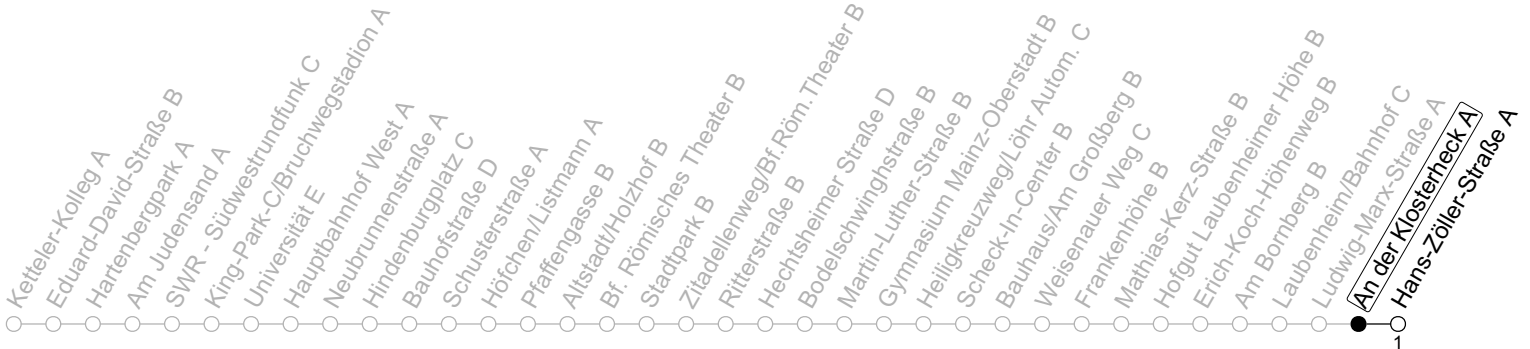 Ketteler-Kolleg A
Eduard-David-Straße B
Hartenbergpark A
Am Judensand A
SWR - Südwestrundfunk C
King-Park-C/Bruchwegstadion A
Universität E
Hauptbahnhof West A
Neubrunnenstraße A
Hindenburgplatz C
Bauhofstraße D
Schusterstraße A
Höfchen/Listmann A
Pfaffengasse B
Altstadt/Holzhof B
Bf. Römisches Theater B
Stadtpark B
Zitadellenweg/Bf.Röm.Theater B
Ritterstraße B
Hechtsheimer Straße D
Bodelschwinghstraße B
Martin-Luther-Straße B
Gymnasium Mainz-Oberstadt B
Heiligkreuzweg/Löhr Autom. C
Scheck-In-Center B
Bauhaus/Am Großberg B
Weisenauer Weg C
Frankenhöhe B
Mathias-Kerz-Straße B
Hofgut Laubenheimer Höhe B
Erich-Koch-Höhenweg B
Am Bornberg B
Laubenheim/Bahnhof C
Ludwig-Marx-Straße A
An der Klosterheck A
Hans-Zöller-Straße A
1